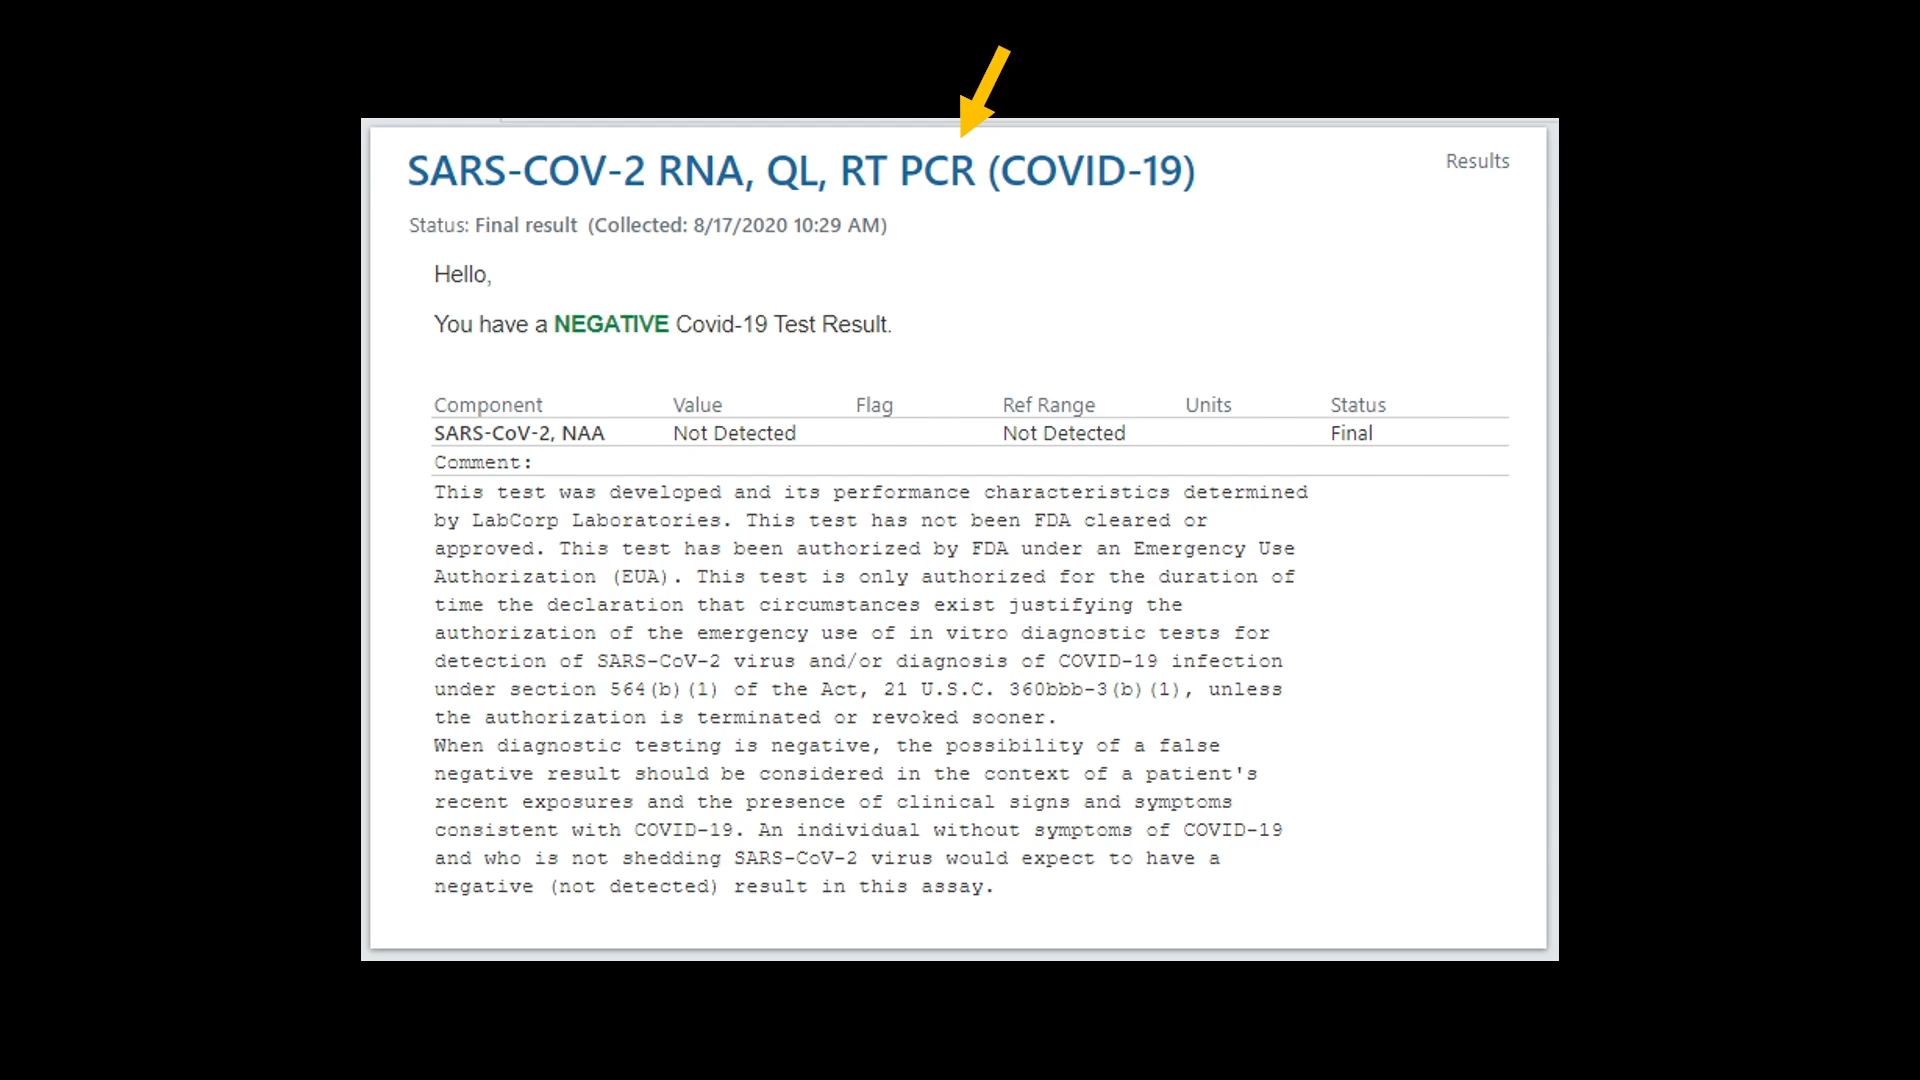 SARS-COV-2 RNA, QL, RT PCR (COVID-19)
Results
Status: Final result (Collected: 8/17/2020 10:29 AM)
Hello,
You have a NEGATIVE Covid-19 Test Result.
Component Value Flag Ref Range Units Status
SARS-CoV-2, NAA Not Detected Not Detected Final
Comment:
This test was developed and its performance characteristics determined
by LabCorp Laboratories. This test has not been FDA cleared or
approved. This test has been authorized by FDA under an Emergency Use
Authorization (EUA). This test is only authorized for the duration of
time the declaration that circumstances exist justifying the
authorization of the emergency use of in vitro diagnostic tests for
detection of SARS-CoV-2 virus and/or diagnosis of COVID-19 infection
under section 564(b)(1) of the Act, 21 U.S.C. 360bbb-3(b)(1), unless
the authorization is terminated or revoked sooner.
When diagnostic testing is negative, the possibility of a false
negative result should be considered in the context of a patient's
recent exposures and the presence of clinical signs and symptoms
consistent with COVID-19. An individual without symptoms of COVID-19
and who is not shedding SARS-CoV-2 virus would expect to have a
negative (not detected) result in this assay.